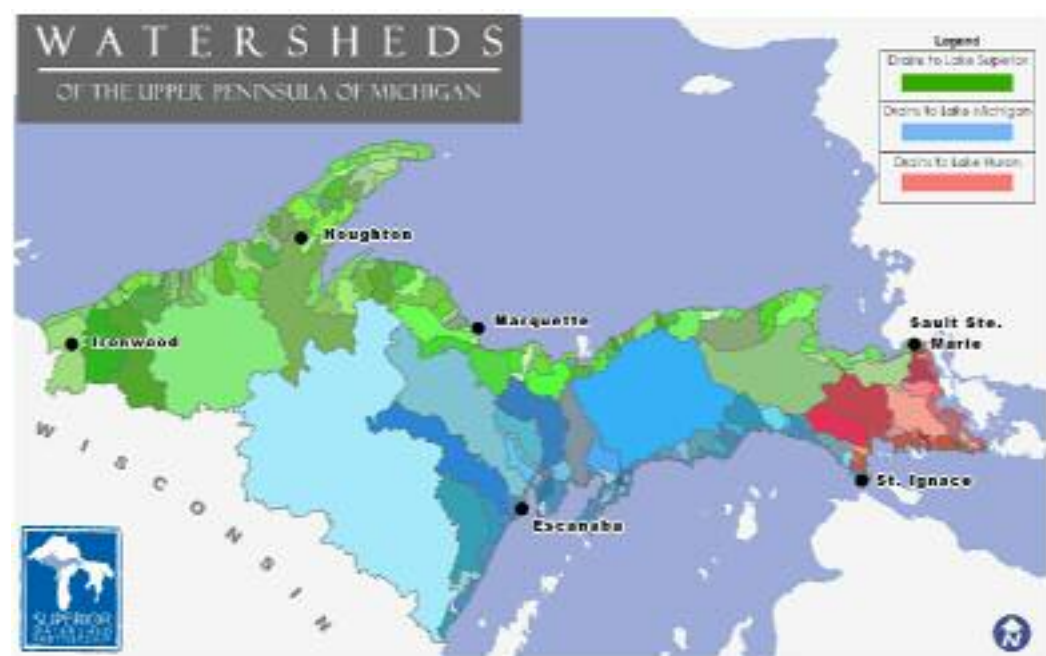 WATERSHEDS
OF THE UPPER PENINSULA OF MICHIGAN
Legend
Drains to Lake Superior
Drains to Lake Michigan
Drains to Lake Huron
Houghton
Marquette
Ironwood
Sault Ste.
Marie
St. Ignace
Escanaba
WISCONSIN
SUPERIOR
N